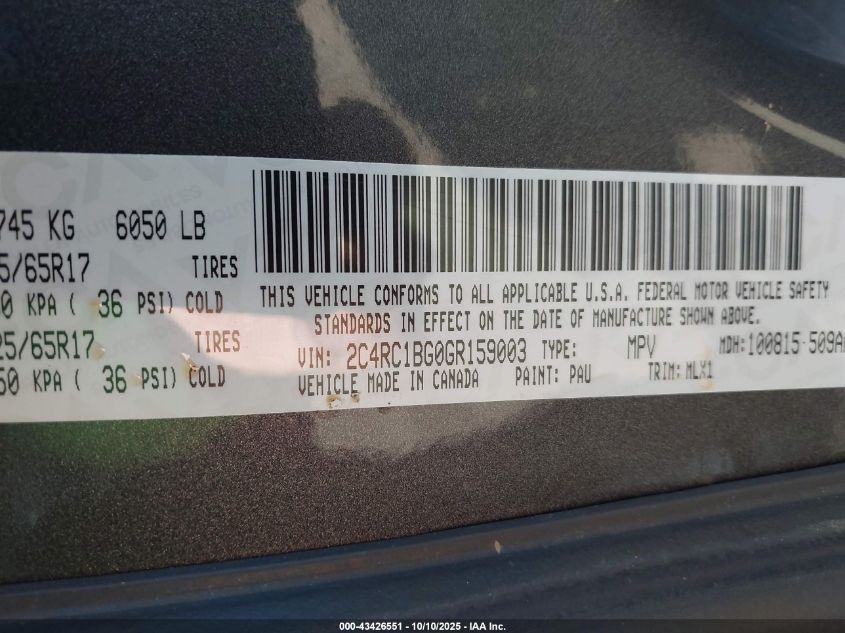 745 KG 6050 LB
5/65R17 TIRES
0 KPA ( 36 PSI) COLD
25/65R17 TIRES
50 KPA ( 36 PSI) COLD
THIS VEHICLE CONFORMS TO ALL APPLICABLE U.S.A. FEDERAL MOTOR VEHICLE SAFETY
STANDARDS IN EFFECT ON THE DATE OF MANUFACTURE SHOWN ABOVE.
VIN: 2C4RC1BG0GR159003 TYPE: MPV MDH:100815-509A
VEHICLE MADE IN CANADA PAINT: PAU TRIM: MLX1
000-43426551 - 10/10/2025 - IAA Inc.